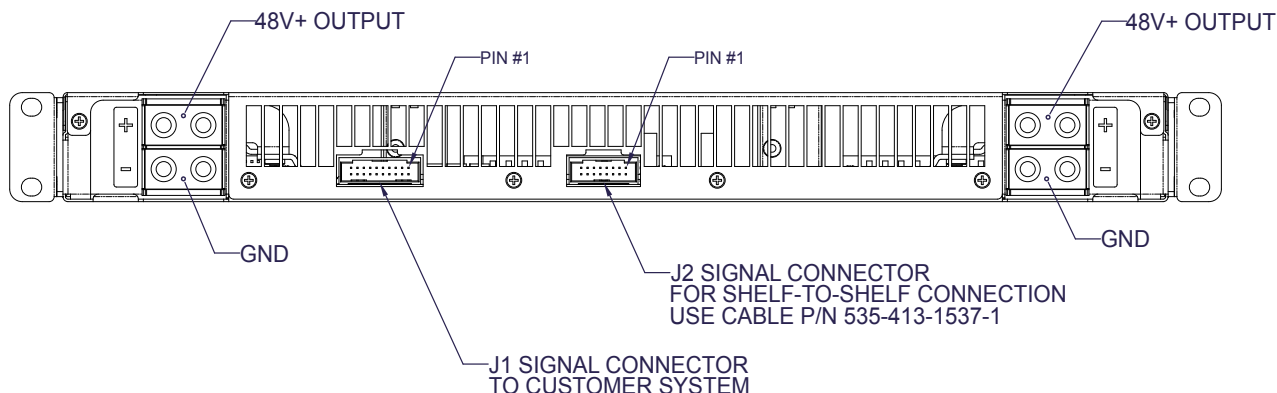 48V+ OUTPUT
48V+ OUTPUT
PIN #1
PIN #1
+
-
+
-
GND
GND
J2 SIGNAL CONNECTOR
FOR SHELF-TO-SHELF CONNECTION
USE CABLE P/N 535-413-1537-1
J1 SIGNAL CONNECTOR
TO CUSTOMER SYSTEM